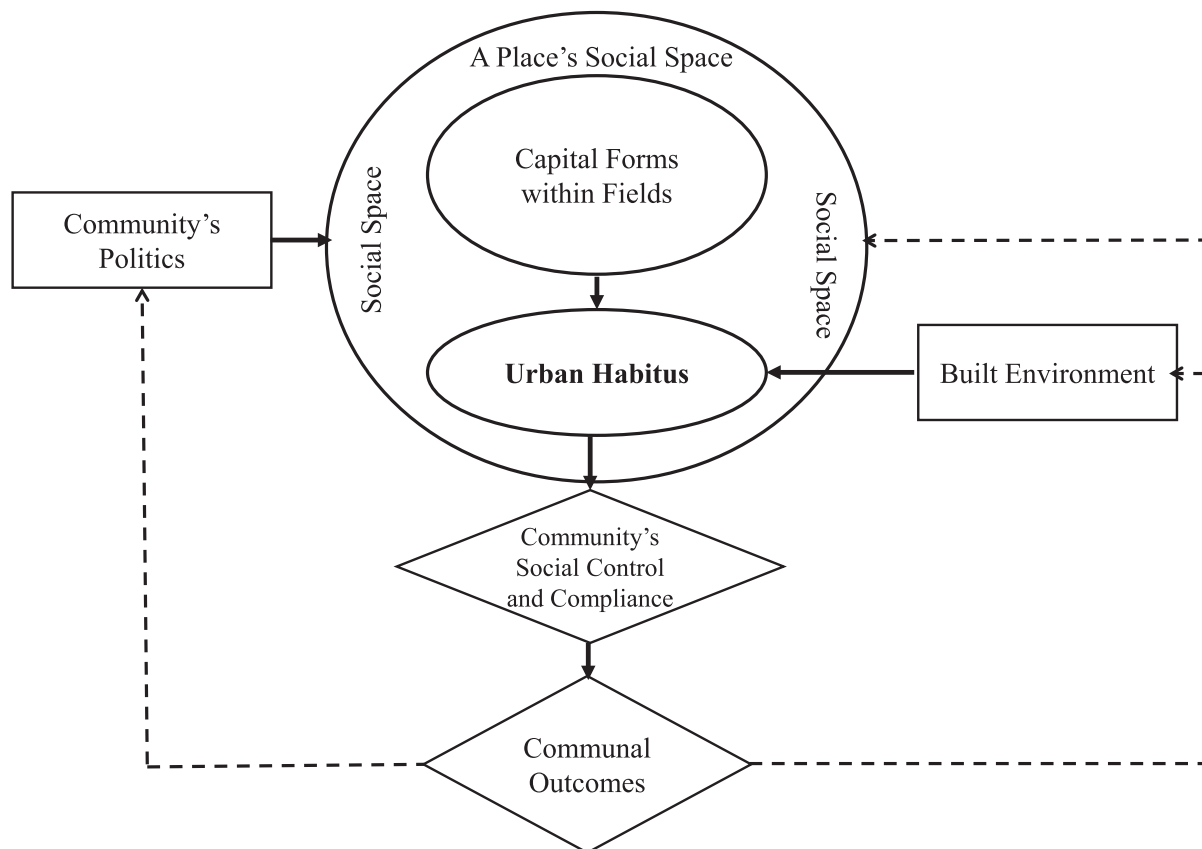 A Place’s Social Space
Capital Forms
within Fields
Social Space
Social Space
Community’s
Politics
Urban Habitus
Built Environment
Community’s
Social Control
and Compliance
Communal
Outcomes